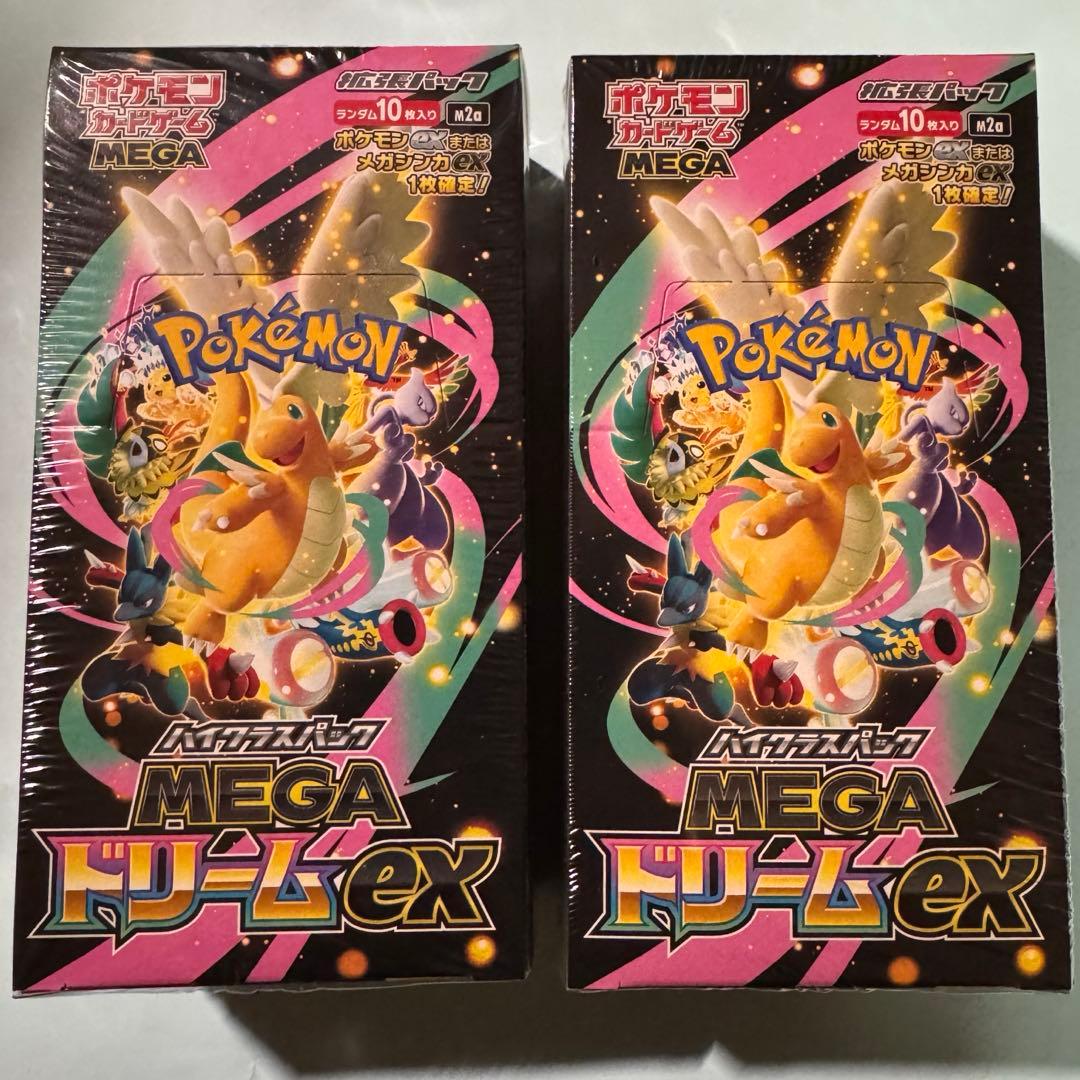 ポケモン
カードゲーム
MEGA
拡張パック
ランダム10枚入り
M2a
ポケモンexまたは
メガシンカex
1枚確定!
POKéMON
TM
ハイクラスパック
MEGA
ドリームex
ポケモン
カードゲーム
MEGA
拡張パック
ランダム10枚入り
M2a
ポケモンexまたは
メガシンカex
1枚確定!
POKéMON
TM
ハイクラスパック
MEGA
ドリームex